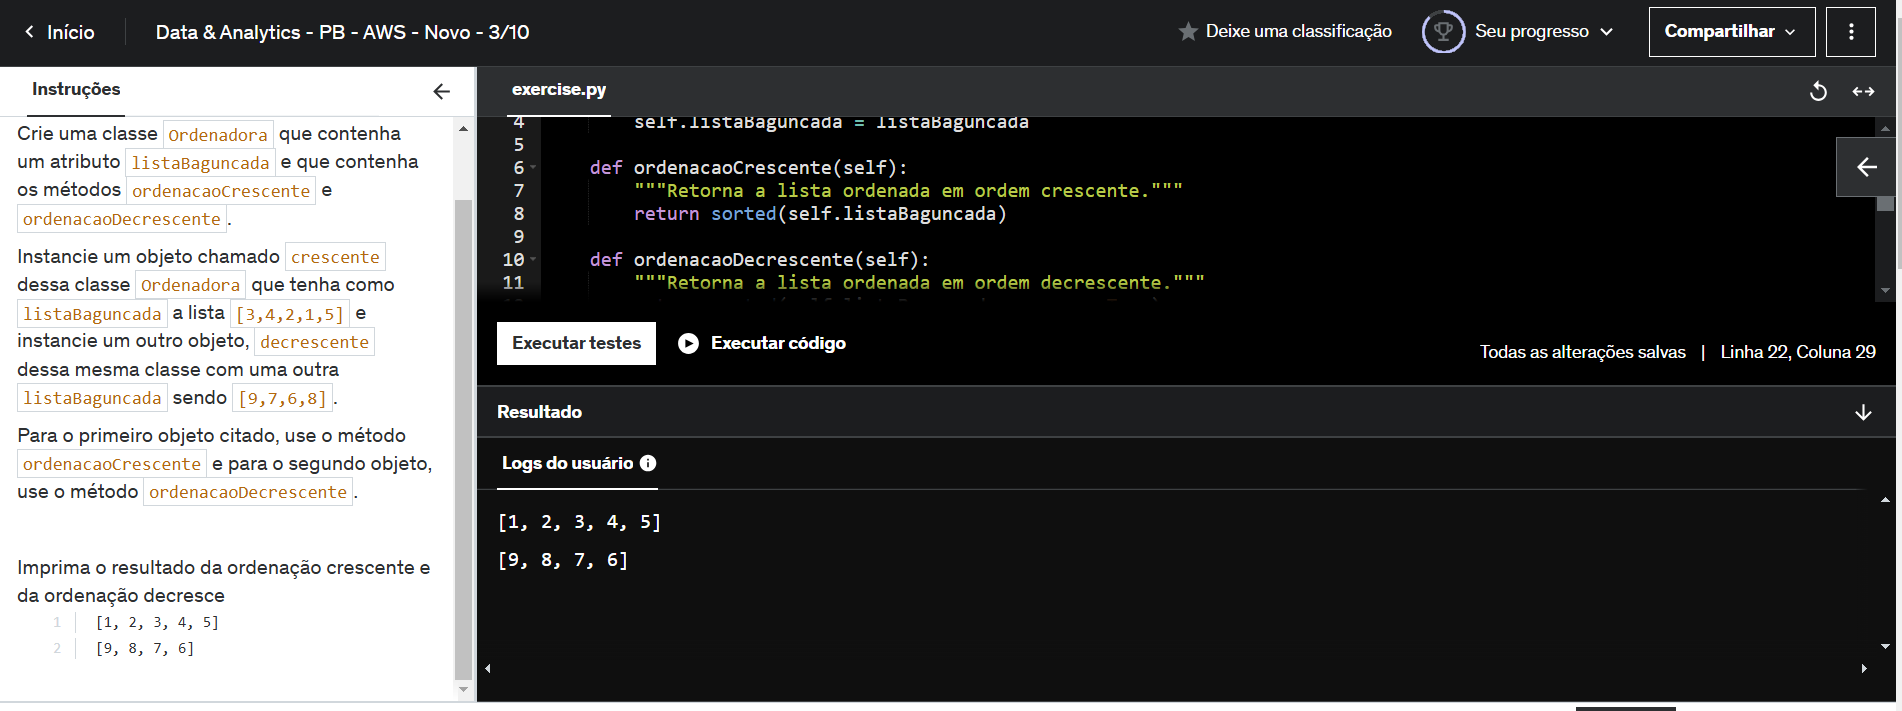 Início
Data & Analytics - PB - AWS - Novo - 3/10
Deixe uma classificação
Seu progresso
Compartilhar
Instruções
Crie uma classe Ordenadora que contenha
um atributo listaBaguncada e que contenha
os métodos ordenacaoCrescente e
ordenacaoDecrescente.
Instancie um objeto chamado crescente
dessa classe Ordenadora que tenha como
listaBaguncada a lista [3,4,2,1,5] e
instancie um outro objeto, decrescente
dessa mesma classe com uma outra
listaBaguncada sendo [9,7,6,8].
Para o primeiro objeto citado, use o método
ordenacaoCrescente e para o segundo objeto,
use o método ordenacaoDecrescente.
Imprima o resultado da ordenação crescente e
da ordenação decresce
1 [1, 2, 3, 4, 5]
2 [9, 8, 7, 6]
exercise.py
4 self.listaBaguncada = listaBaguncada
5
6 def ordenacaoCrescente(self):
7 """Retorna a lista ordenada em ordem crescente."""
8 return sorted(self.listaBaguncada)
9
10 def ordenacaoDecrescente(self):
11 """Retorna a lista ordenada em ordem decrescente."""
Executar testes
Executar código
Todas as alterações salvas | Linha 22, Coluna 29
Resultado
Logs do usuário
[1, 2, 3, 4, 5]
[9, 8, 7, 6]